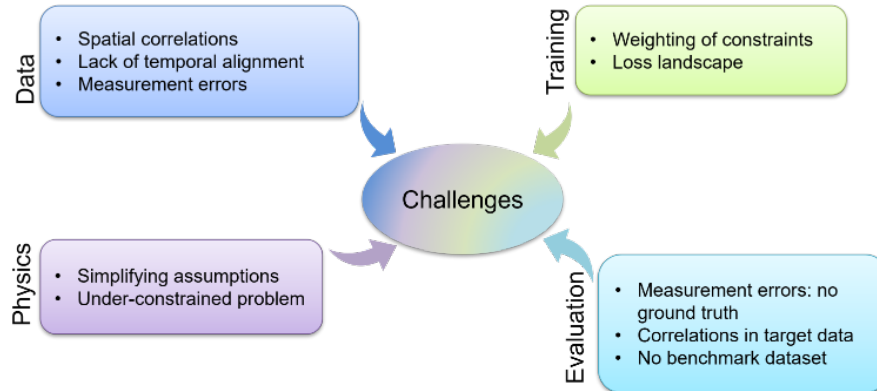 Data
• Spatial correlations
• Lack of temporal alignment
• Measurement errors
Training
• Weighting of constraints
• Loss landscape
Challenges
Physics
• Simplifying assumptions
• Under-constrained problem
Evaluation
• Measurement errors: no
ground truth
• Correlations in target data
• No benchmark dataset